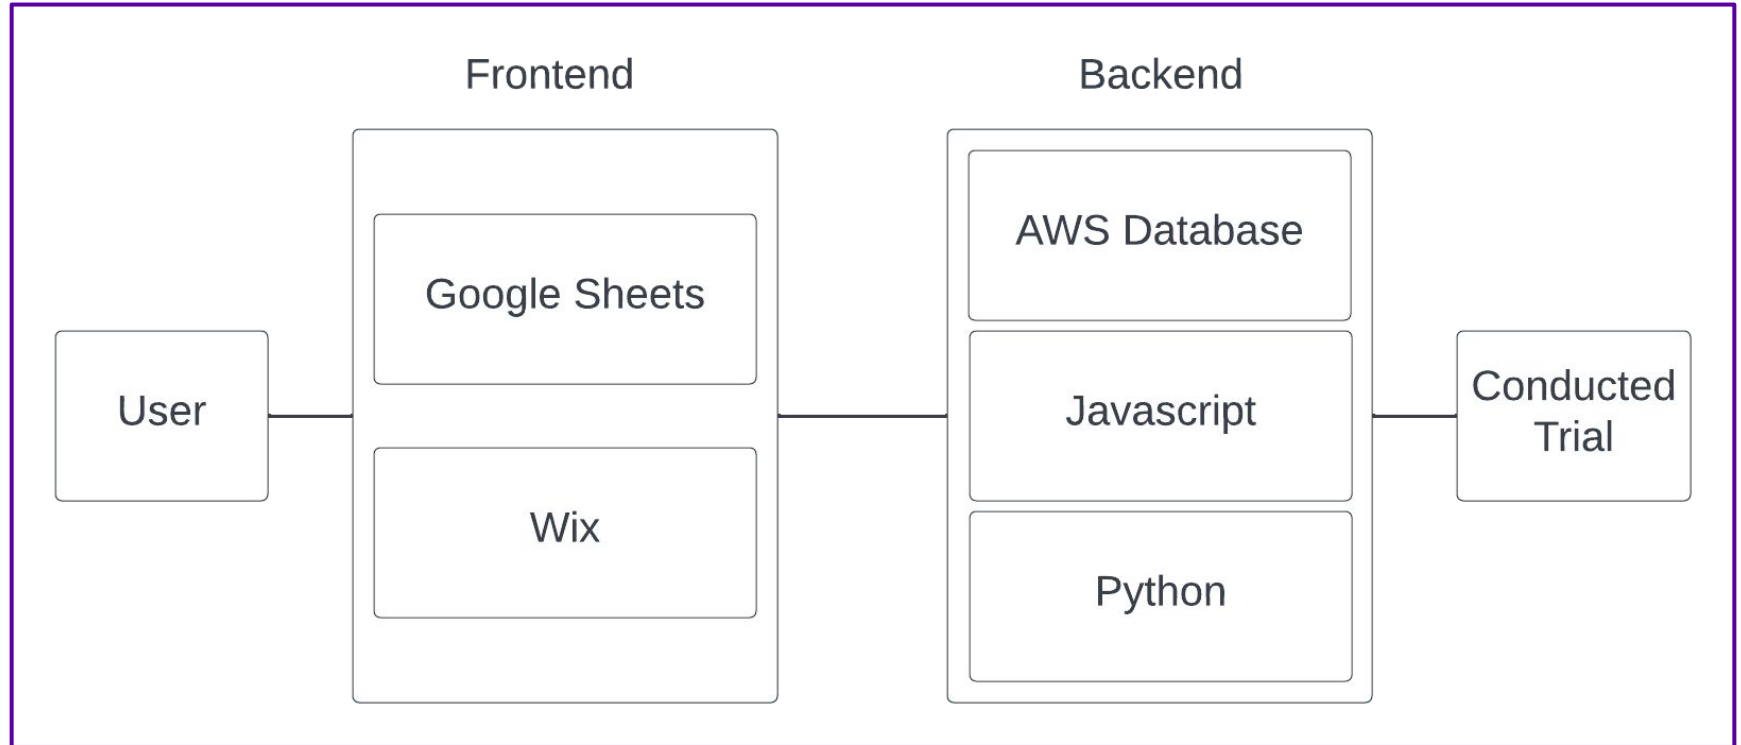 Frontend
Backend
User
Google Sheets
Wix
AWS Database
Javascript
Python
Conducted
Trial